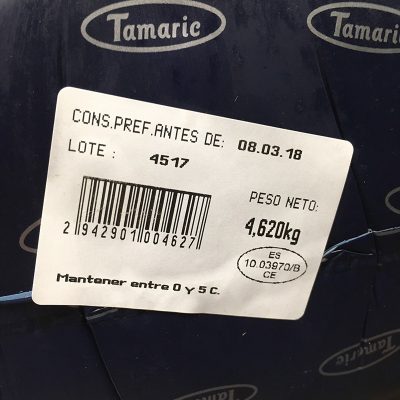 Tamaric
Tamaric
CONS.PREF.ANTES DE: 08.03.18
LOTE : 4517
PESO NETO:
4,620kg
2 942901 004627
ES
10.03970/B
CE
Mantener entre 0 y 5 C.
Tamaric